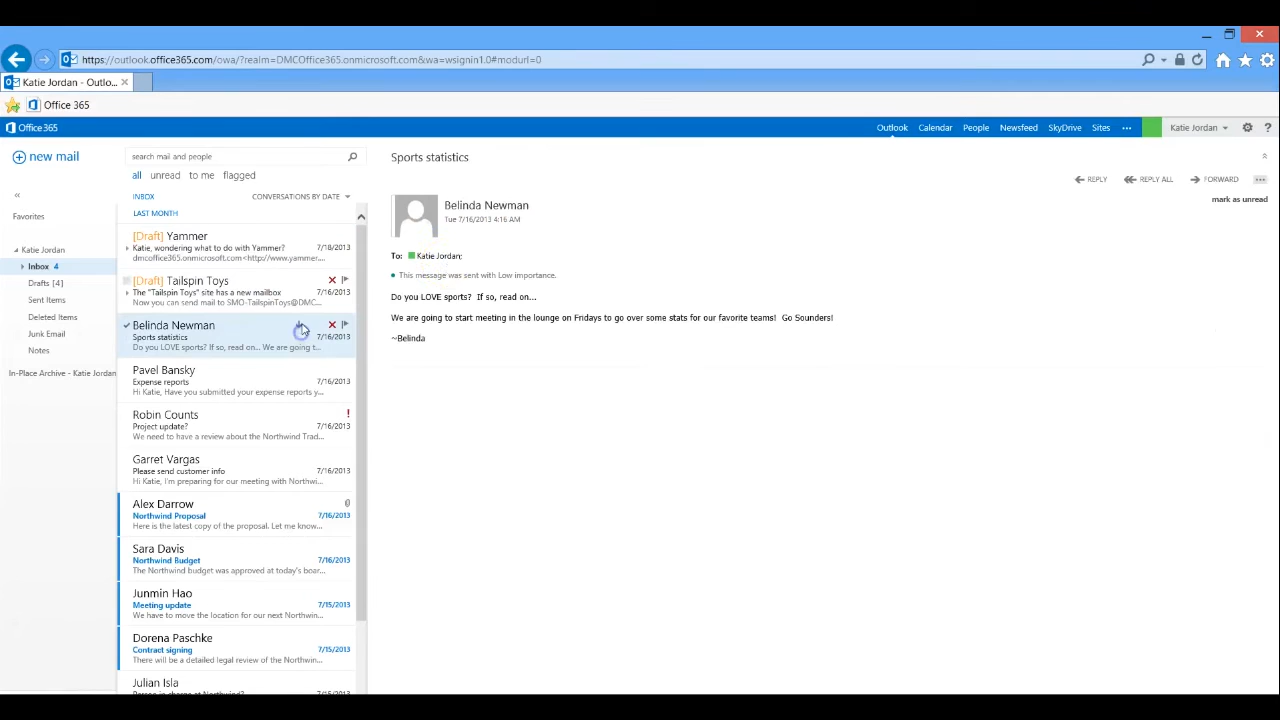 https://outlook.office365.com/owa/?realm=DMCOffice365.onmicrosoft.com&wa=wsignin1.0#modurl=0
Katie Jordan - Outlo...
Office 365
Office 365
Outlook Calendar People Newsfeed SkyDrive Sites ... Katie Jordan ?
new mail
search mail and people
all unread to me flagged
INBOX CONVERSATIONS BY DATE
LAST MONTH
Favorites
Katie Jordan
Inbox 4
Drafts [4]
Sent Items
Deleted Items
Junk Email
Notes
In-Place Archive - Katie Jordan
[Draft] Yammer
Katie, wondering what to do with Yammer? 7/18/2013
dmcoffice365.onmicrosoft.com<http://www.yammer...
[Draft] Tailspin Toys
The "Tailspin Toys" site has a new mailbox 7/16/2013
Now you can send mail to SMO-TailspinToys@DMC...
Belinda Newman
Sports statistics 7/16/2013
Do you LOVE sports? If so, read on... We are going t...
Pavel Bansky
Expense reports 7/16/2013
Hi Katie, Have you submitted your expense reports y...
Robin Counts !
Project update? 7/16/2013
We need to have a review about the Northwind Trad...
Garret Vargas
Please send customer info 7/16/2013
Hi Katie, I'm preparing for our meeting with Northwi...
Alex Darrow
Northwind Proposal 7/16/2013
Here is the latest copy of the proposal. Let me know...
Sara Davis
Northwind Budget 7/16/2013
The Northwind budget was approved at today's boar...
Junmin Hao
Meeting update 7/15/2013
We have to move the location for our next Northwin...
Dorena Paschke
Contract signing 7/15/2013
There will be a detailed legal review of the Northwin...
Julian Isla
Sports statistics
REPLY REPLY ALL FORWARD ...
mark as unread
Belinda Newman
Tue 7/16/2013 4:16 AM
To: Katie Jordan;
This message was sent with Low importance.
Do you LOVE sports? If so, read on...
We are going to start meeting in the lounge on Fridays to go over some stats for our favorite teams! Go Sounders!
~Belinda